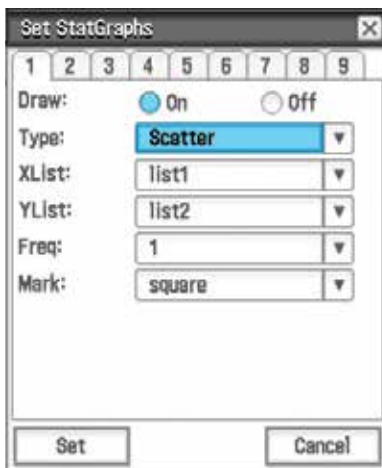 Set StatGraphs
1 2 3 4 5 6 7 8 9
Draw: On Off
Type: Scatter
XList: list1
YList: list2
Freq: 1
Mark: square
Set Cancel